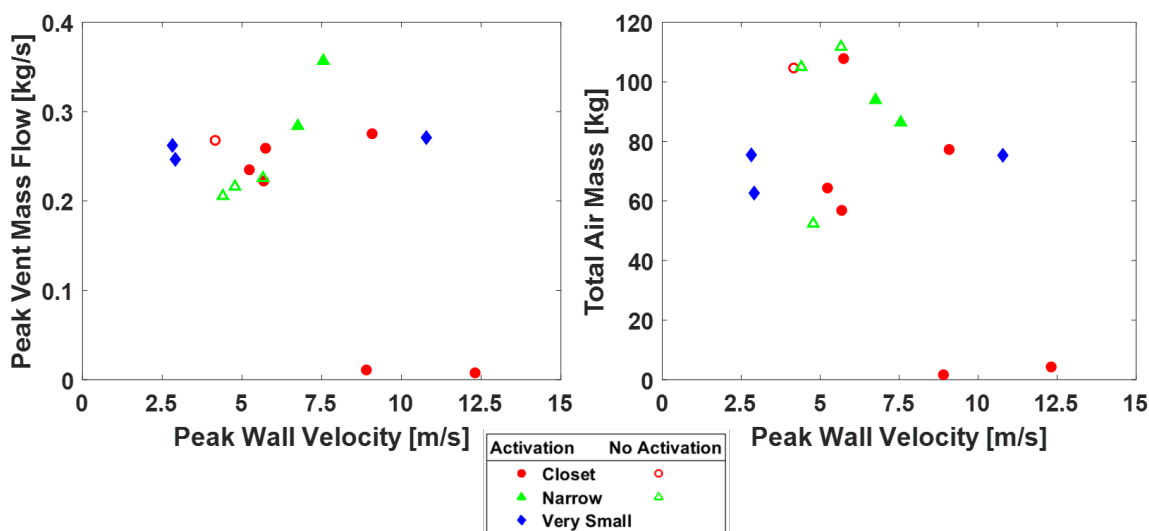 Peak Vent Mass Flow [kg/s]
0.4
0.3
0.2
0.1
0
0 2.5 5 7.5 10 12.5 15
Peak Wall Velocity [m/s]
Total Air Mass [kg]
120
100
80
60
40
20
0
0 2.5 5 7.5 10 12.5 15
Peak Wall Velocity [m/s]
Activation No Activation
Closet
Narrow
Very Small